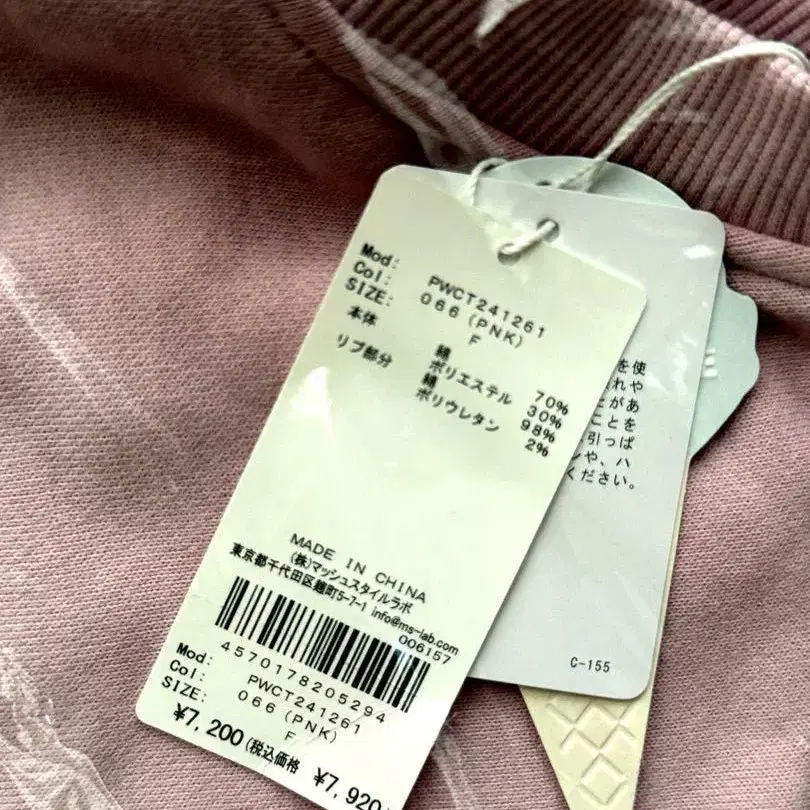 Mod: PWCT241261
Col: 066 (PNK)
SIZE: F
本体 綿 70%
ポリエステル 30%
リブ部分 綿 98%
ポリウレタン 2%
MADE IN CHINA
(株)マッシュスタイルラボ
東京都千代田区麹町5-7-1 info@ms-lab.com
006157
4570178205294
Mod: PWCT241261
Col: 066 (PNK)
SIZE: F
¥7,200 (税込価格 ¥7,920
を使
れや
とがあ
ことを
引っぱ
ンや、ハ
ください。
C-155
E